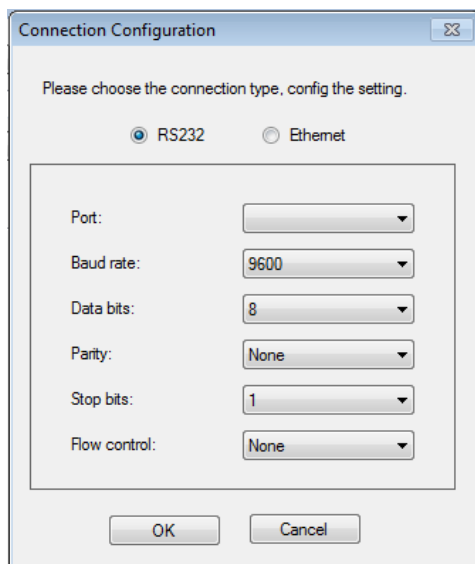 Connection Configuration
Please choose the connection type, config the setting.
RS232 Ethernet
Port:
Baud rate: 9600
Data bits: 8
Parity: None
Stop bits: 1
Flow control: None
OK Cancel